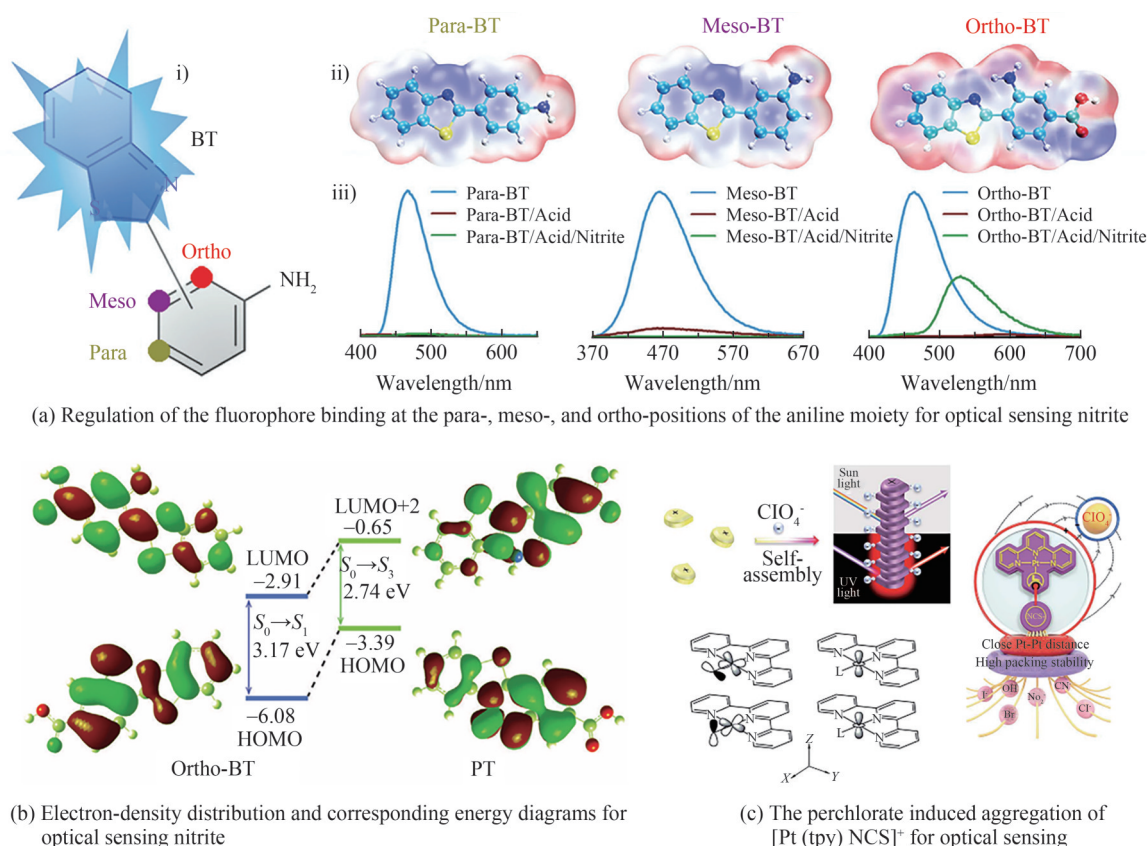 Para-BT
Meso-BT
Ortho-BT
i)
BT
N
Ortho
Meso
Para
NH2
ii)
iii)
Para-BT
Para-BT/Acid
Para-BT/Acid/Nitrite
400 500 600
Wavelength/nm
Meso-BT
Meso-BT/Acid
Meso-BT/Acid/Nitrite
370 470 570 670
Wavelength/nm
Ortho-BT
Ortho-BT/Acid
Ortho-BT/Acid/Nitrite
400 500 600 700
Wavelength/nm
(a) Regulation of the fluorophore binding at the para-, meso-, and ortho-positions of the aniline moiety for optical sensing nitrite
LUMO+2
−0.65
LUMO
−2.91
S0→S3
2.74 eV
S0→S1
3.17 eV
−3.39
HOMO
−6.08
HOMO
Ortho-BT
PT
(b) Electron-density distribution and corresponding energy diagrams for
optical sensing nitrite
ClO4-
Self-
assembly
Sun
light
UV
light
ClO4-
N
N
N
Pt
NCS
Close Pt-Pt distance
High packing stability
F-
OH
Br
No3
CN
Cl-
N
N
N
N
L
N
N
N
N
L
Z
X
Y
(c) The perchlorate induced aggregation of
[Pt (tpy) NCS]+ for optical sensing